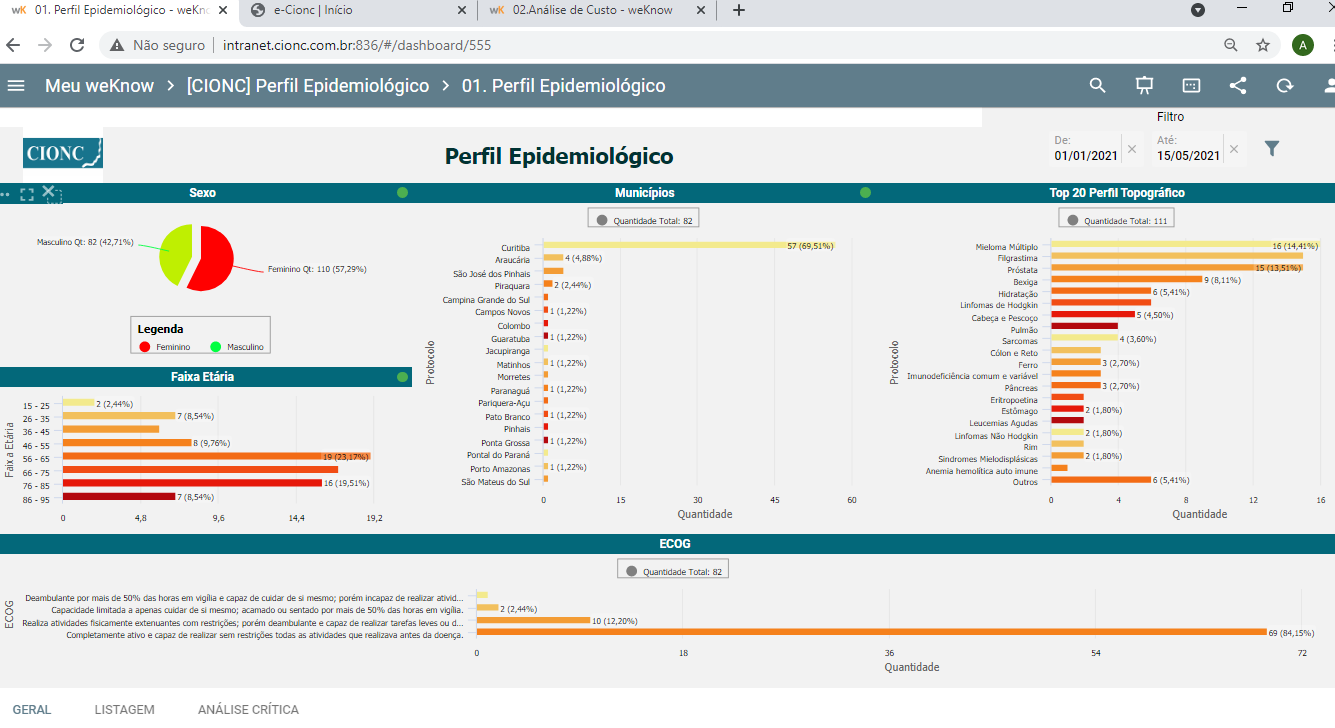 01. Perfil Epidemiológico - weKn
e-Cionc | Início
02.Análise de Custo - weKnow
Não seguro | intranet.cionc.com.br:836/#/dashboard/555
A
Meu weKnow > [CIONC] Perfil Epidemiológico > 01. Perfil Epidemiológico
Filtro
CIONC
Perfil Epidemiológico
De:
01/01/2021
Até:
15/05/2021
Sexo
Masculino Qt: 82 (42,71%)
Feminino Qt: 110 (57,29%)
Legenda
Feminino
Masculino
Faixa Etária
Faix a Etária
15 - 25
2 (2,44%)
26 - 35
7 (8,54%)
36 - 45
46 - 55
8 (9,76%)
56 - 65
19 (23,17%)
66 - 75
76 - 85
16 (19,51%)
86 - 95
7 (8,54%)
0 4,8 9,6 14,4 19,2
Municípios
Quantidade Total: 82
Protocolo
Curitiba
57 (69,51%)
Araucária
4 (4,88%)
São José dos Pinhais
Piraquara
2 (2,44%)
Campina Grande do Sul
Campos Novos
1 (1,22%)
Colombo
Guaratuba
1 (1,22%)
Jacupiranga
Matinhos
1 (1,22%)
Morretes
Paranaguá
1 (1,22%)
Pariquera-Açu
Pato Branco
1 (1,22%)
Pinhais
Ponta Grossa
1 (1,22%)
Pontal do Paraná
Porto Amazonas
1 (1,22%)
São Mateus do Sul
0 15 30 45 60
Quantidade
Top 20 Perfil Topográfico
Quantidade Total: 111
Protocolo
Mieloma Múltiplo
16 (14,41%)
Filgrastima
Próstata
15 (13,51%)
Bexiga
9 (8,11%)
Hidratação
6 (5,41%)
Linfomas de Hodgkin
Cabeça e Pescoço
5 (4,50%)
Pulmão
Sarcomas
4 (3,60%)
Cólon e Reto
Ferro
3 (2,70%)
Imunodeficiência comum e variável
Pâncreas
3 (2,70%)
Eritropoetina
Estômago
2 (1,80%)
Leucemias Agudas
Linfomas Não Hodgkin
2 (1,80%)
Rim
Sindromes Mielodisplásicas
2 (1,80%)
Anemia hemolítica auto imune
Outros
6 (5,41%)
0 4 8 12 16
Quantidade
ECOG
Quantidade Total: 82
ECOG
Deambulante por mais de 50% das horas em vigília e capaz de cuidar de si mesmo; porém incapaz de realizar ativid...
Capacidade limitada a apenas cuidar de si mesmo; acamado ou sentado por mais de 50% das horas em vigília.
2 (2,44%)
Realiza atividades fisicamente extenuantes com restrições; porém deambulante e capaz de realizar tarefas leves ou d...
10 (12,20%)
Completamente ativo e capaz de realizar sem restrições todas as atividades que realizava antes da doença.
69 (84,15%)
0 18 36 54 72
Quantidade
GERAL LISTAGEM ANÁLISE CRÍTICA